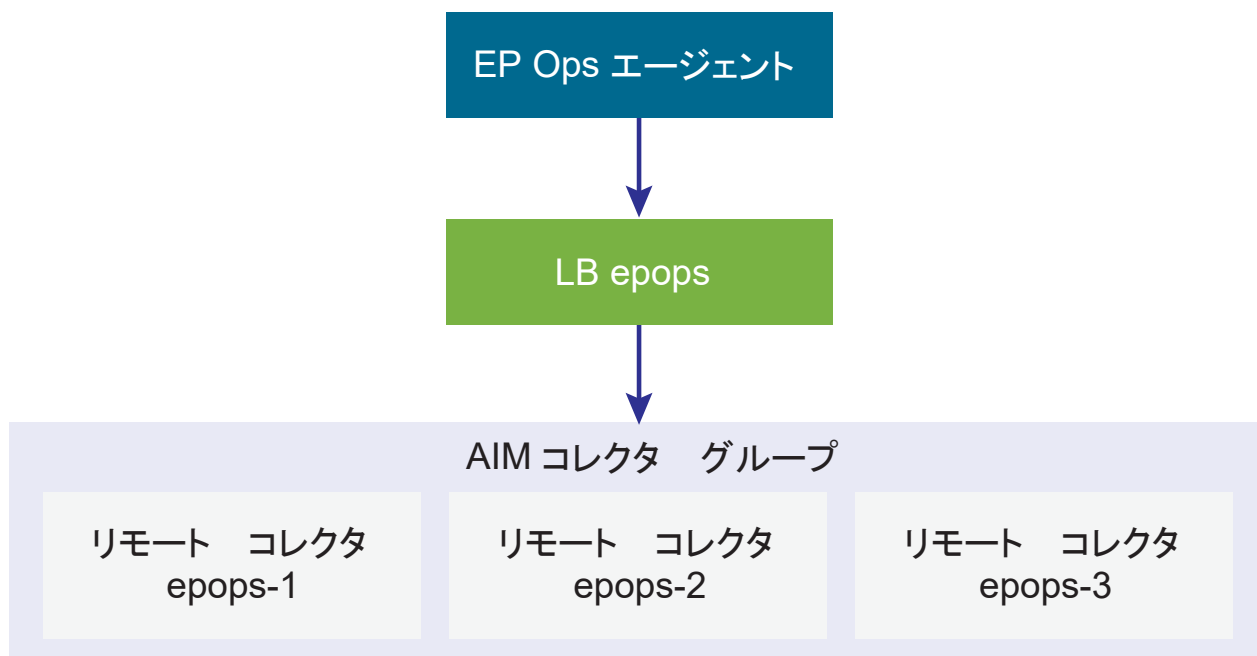 EP Ops エージェント
LB epops
AIM コレクタ　グループ
リモート　コレクタ
epops-1
リモート　コレクタ
epops-2
リモート　コレクタ
epops-3